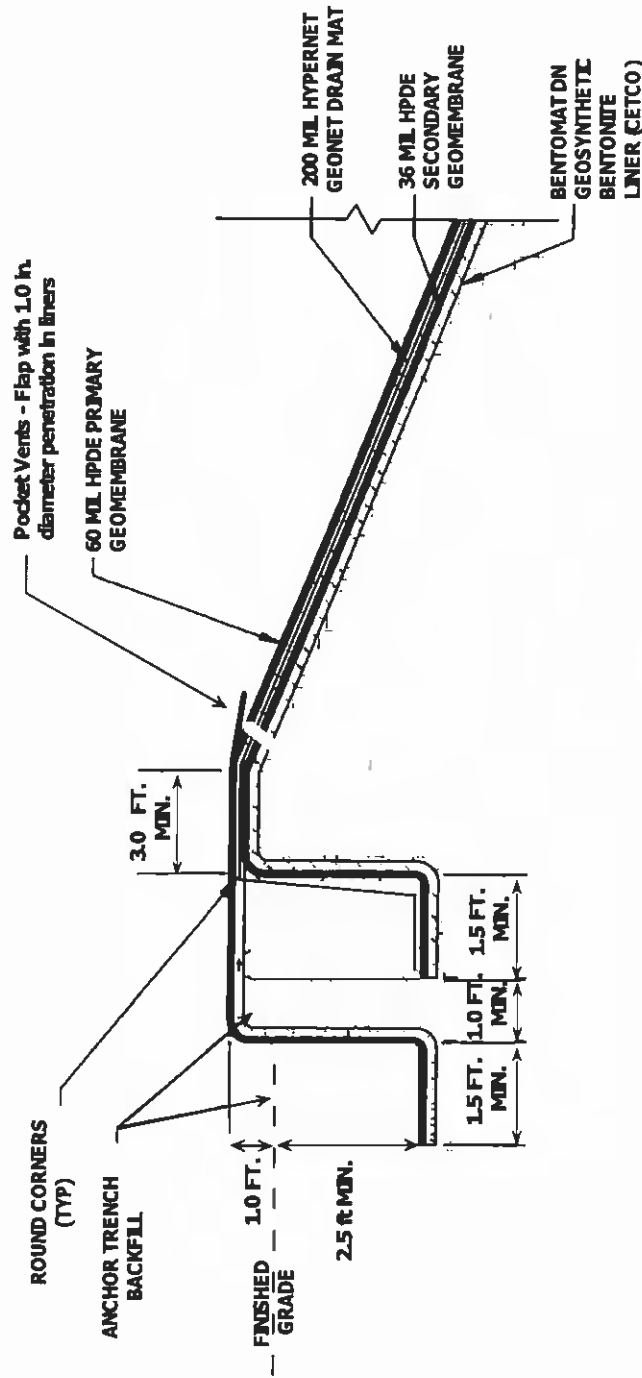 Pocket Vents - Flap with 1.0 in.
diameter penetration in liners
60 MIL HPDE PRIMARY
GEOMEMBRANE
200 MIL HYPERNET
GEONET DRAIN MAT
36 MIL HPDE
SECONDARY
GEOMEMBRANE
BENTOMAT DN
GEOSYNTHETIC
BENTONITE
LINER (CETCO)
ROUND CORNERS
(TYP)
ANCHOR TRENCH
BACKFILL
3.0 FT.
MIN.
FINISHED
GRADE
1.0 FT.
2.5 ft MIN.
1.5 FT.
MIN.
1.0 FT.
MIN.
1.5 FT.
MIN.